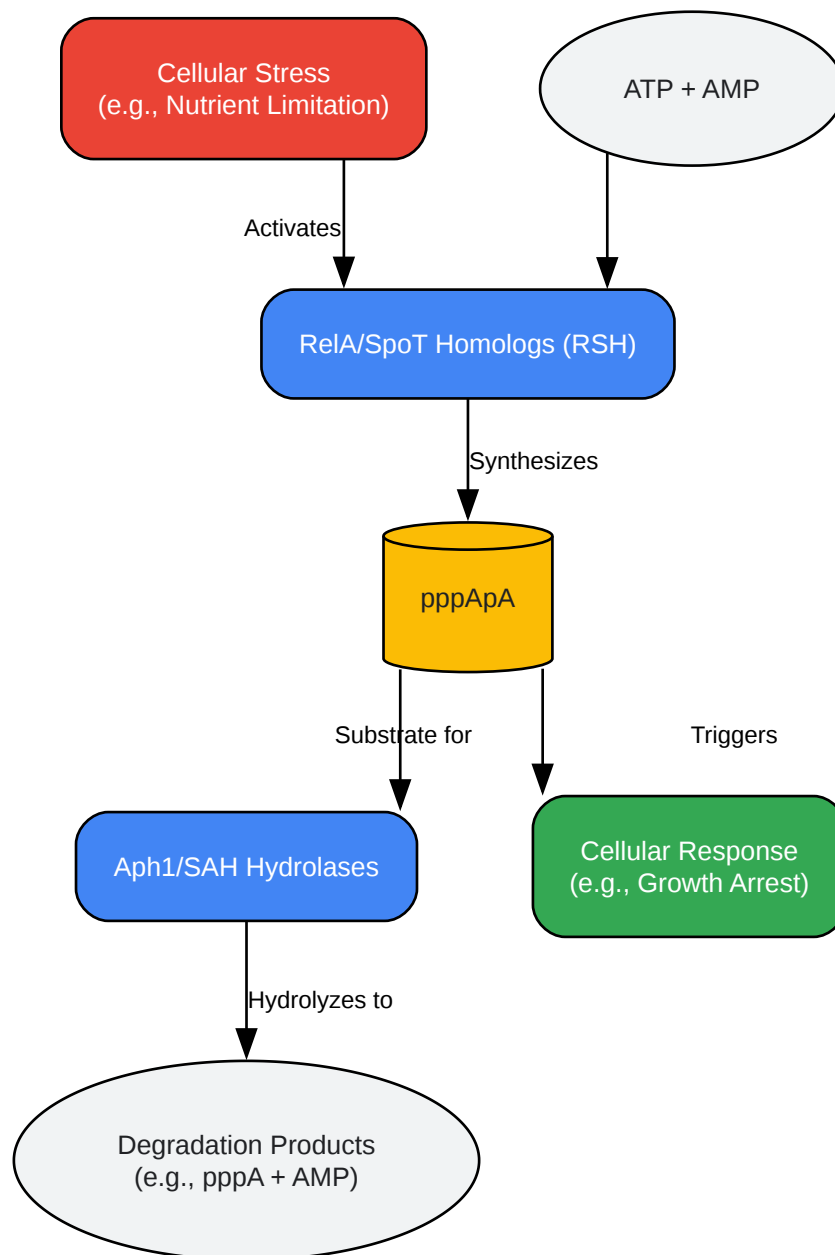 Cellular Stress
(e.g., Nutrient Limitation)
ATP + AMP
Activates
RelA/SpoT Homologs (RSH)
Synthesizes
pppApA
Substrate for
Triggers
Aph1/SAH Hydrolases
Cellular Response
(e.g., Growth Arrest)
Hydrolyzes to
Degradation Products
(e.g., pppA + AMP)